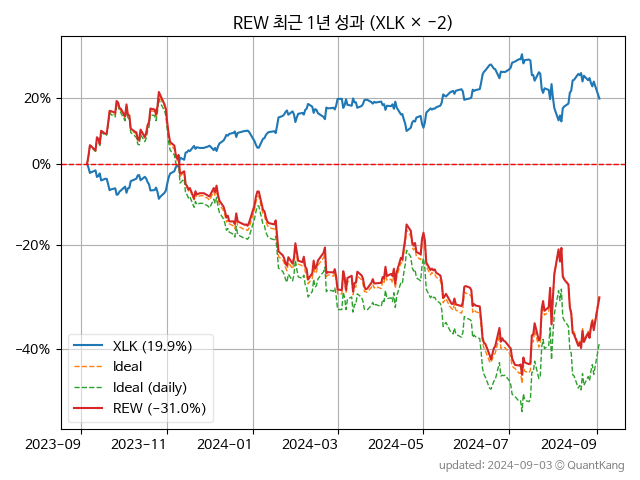 REW 최근 1년 성과 (XLK × −2)
20%
0%
−20%
−40%
XLK (19.9%)
Ideal
Ideal (daily)
REW (−31.0%)
2023-09
2023-11
2024-01
2024-03
2024-05
2024-07
2024-09
updated: 2024-09-03 © QuantKang